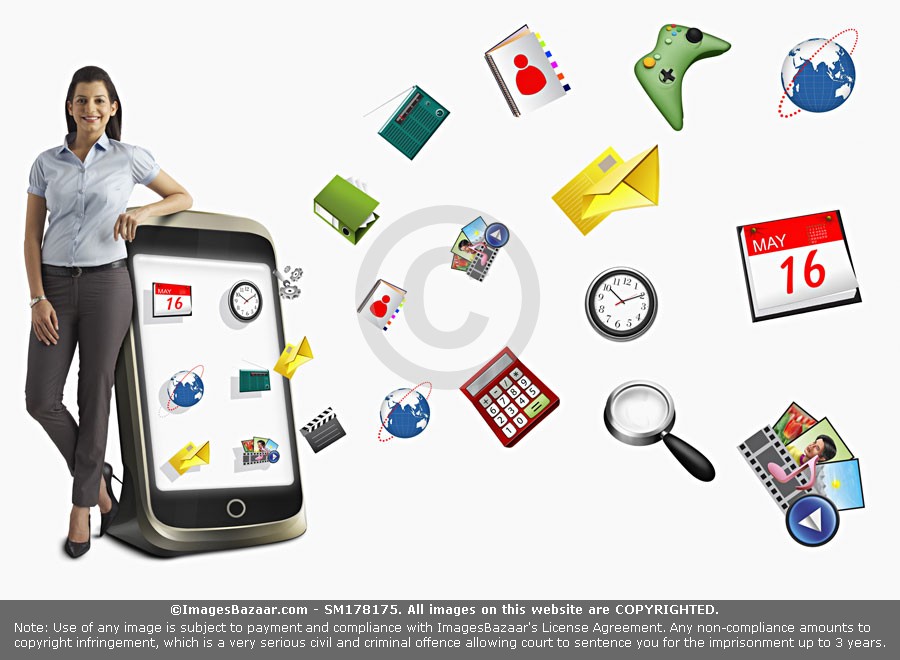 ©
MAY
16
MAY
16
©ImagesBazaar.com - SM178175. All images on this website are COPYRIGHTED.
Note: Use of any image is subject to payment and compliance with ImagesBazaar's License Agreement. Any non-compliance amounts to
copyright infringement, which is a very serious civil and criminal offence allowing court to sentence you for the imprisonment up to 3 years.